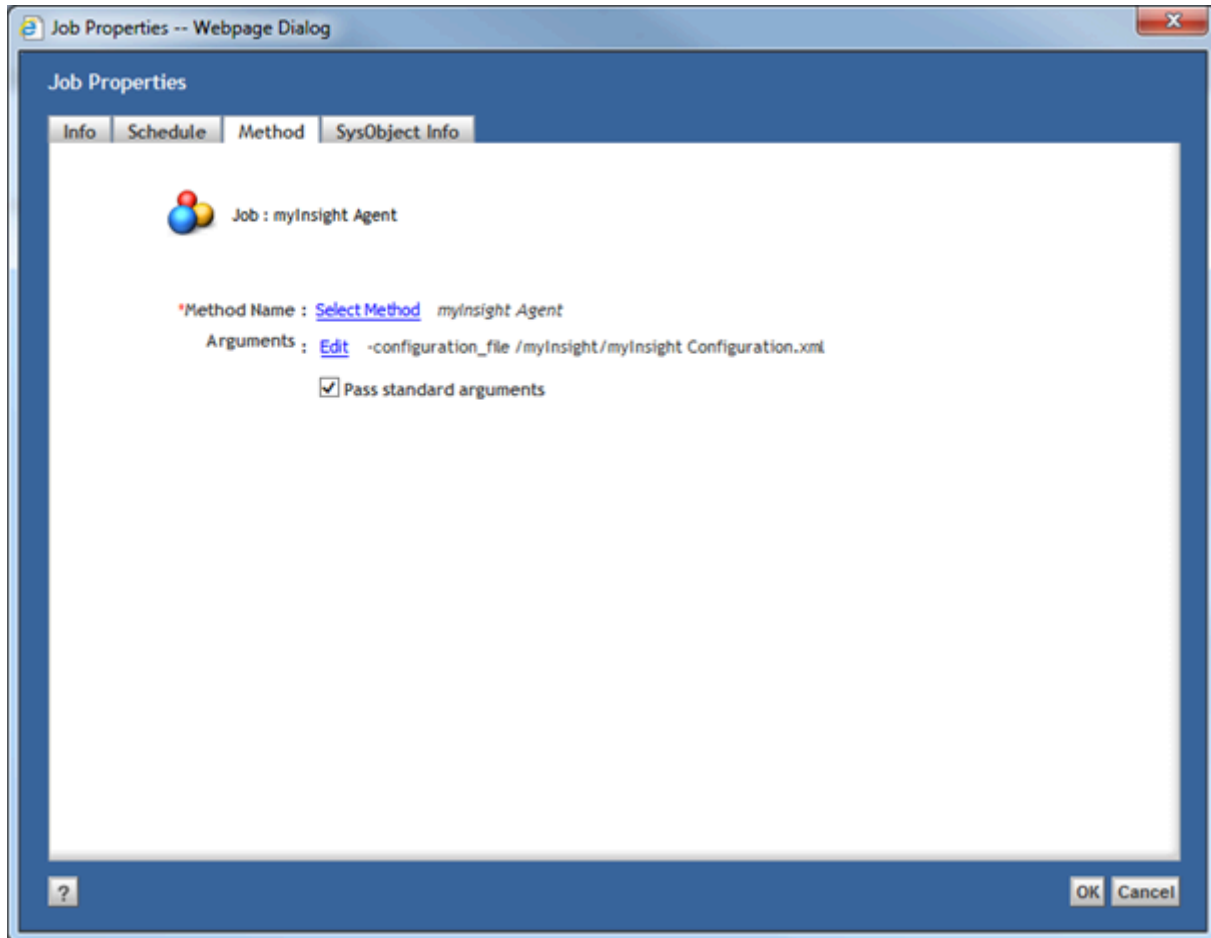 Job Properties -- Webpage Dialog
x
Job Properties
Info Schedule Method SysObject Info
Job : myInsight Agent
*Method Name : Select Method myInsight Agent
Arguments : Edit -configuration_file /myInsight/myInsight Configuration.xml
Pass standard arguments
? OK Cancel